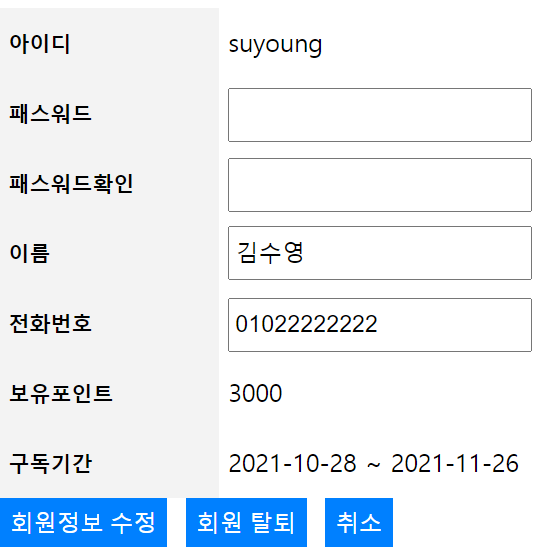 아이디 suyoung
패스워드
패스워드확인
이름 김수영
전화번호 01022222222
보유포인트 3000
구독기간 2021-10-28 ~ 2021-11-26
회원정보 수정 회원 탈퇴 취소